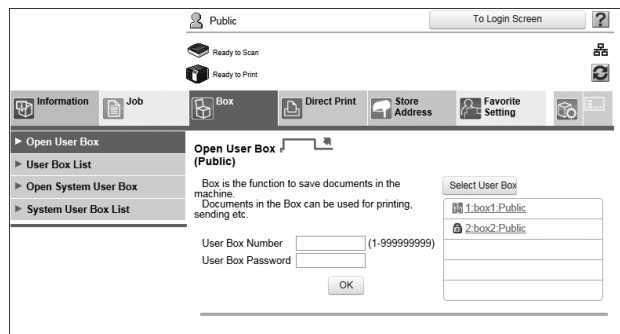 Public
To Login Screen
?
Ready to Scan
Ready to Print
Information
Job
Box
Direct Print
Store
Address
Favorite
Setting
Open User Box
User Box List
Open System User Box
System User Box List
Open User Box
(Public)
Box is the function to save documents in the
machine.
Documents in the Box can be used for printing,
sending etc.
User Box Number (1-999999999)
User Box Password
OK
Select User Box
1:box1:Public
2:box2:Public